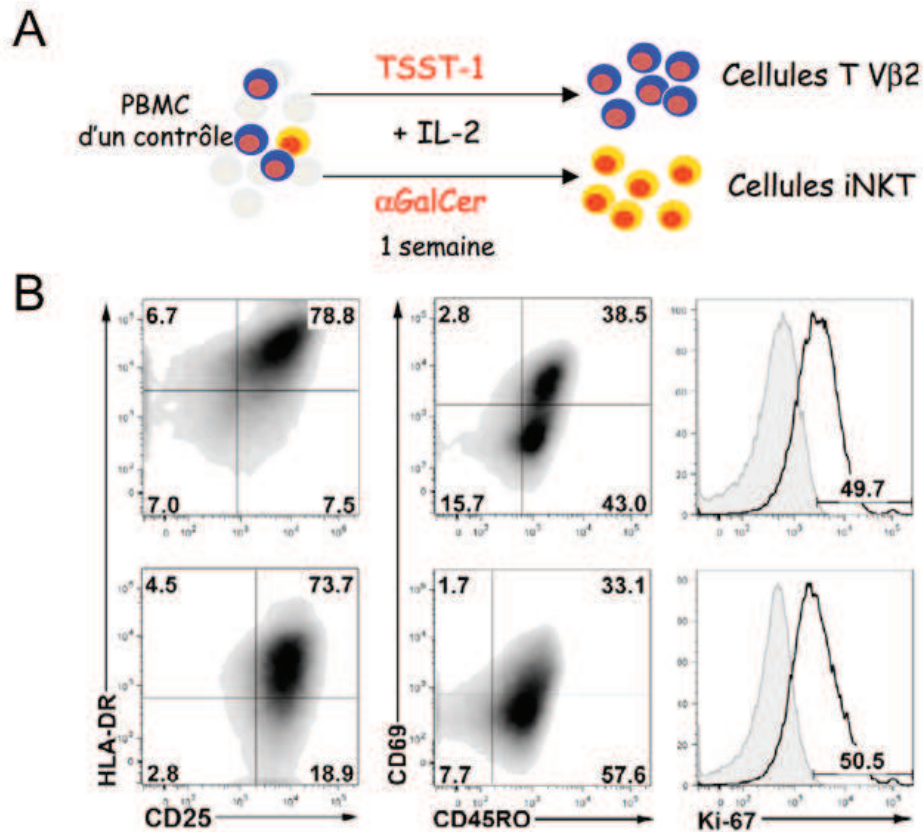 A
TSST-1
PBMC
d'un contrôle
+ IL-2
αGalCer
1 semaine
Cellules T Vβ2
Cellules iNKT
B
6.7 78.8
7.0 7.5
2.8 38.5
15.7 43.0
49.7
4.5 73.7
2.8 18.9
1.7 33.1
7.7 57.6
50.5
HLA-DR
CD25
CD69
CD45RO
Ki-67